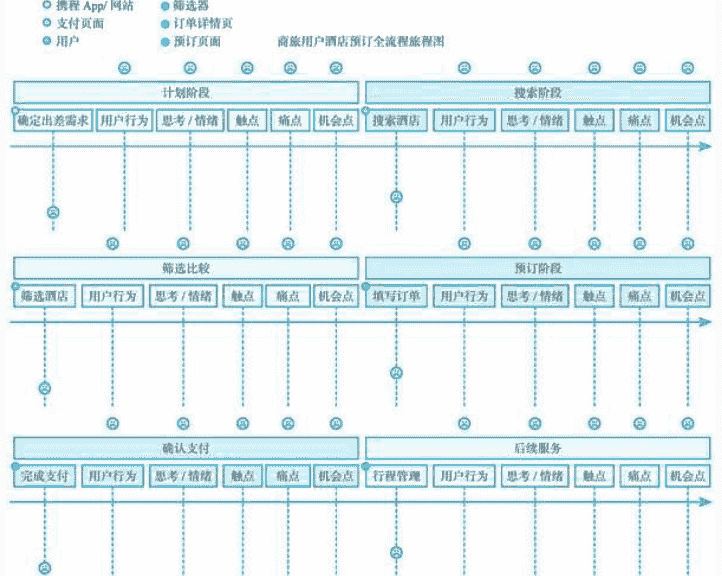 携程 App/ 网站 筛选器
支付页面 订单详情页
用户 预订页面 商旅用户酒店预订全流程旅程图
计划阶段 搜索阶段
确定出差需求 用户行为 思考 / 情绪 触点 痛点 机会点 搜索酒店 用户行为 思考 / 情绪 触点 痛点 机会点
筛选比较 预订阶段
筛选酒店 用户行为 思考 / 情绪 触点 痛点 机会点 填写订单 用户行为 思考 / 情绪 触点 痛点 机会点
确认支付 后续服务
完成支付 用户行为 思考 / 情绪 触点 痛点 机会点 行程管理 用户行为 思考 / 情绪 触点 痛点 机会点